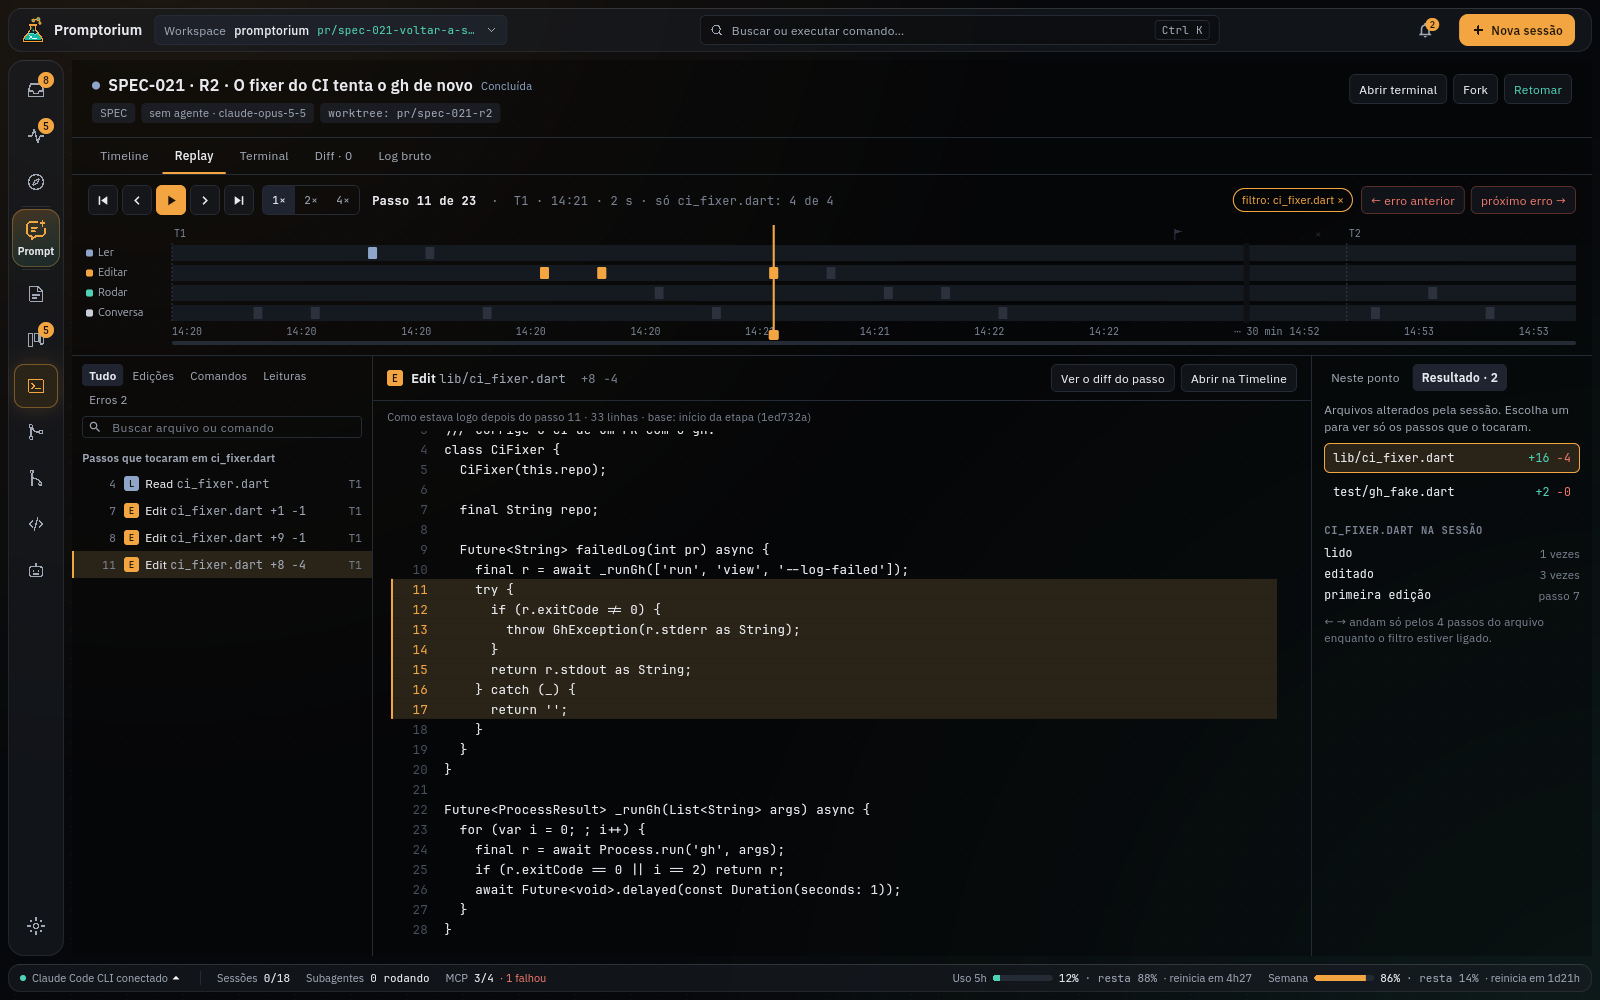 Promptorium
Workspace promptorium pr/spec-021-voltar-a-s…
Buscar ou executar comando…
Ctrl K
2
+ Nova sessão
8
5
Prompt
5
SPEC-021 · R2 · O fixer do CI tenta o gh de novo Concluída
SPEC
sem agente · claude-opus-5-5
worktree: pr/spec-021-r2
Abrir terminal
Fork
Retomar
Timeline
Replay
Terminal
Diff · 0
Log bruto
1×
2×
4×
Passo 11 de 23 · T1 · 14:21 · 2 s · só ci_fixer.dart: 4 de 4
filtro: ci_fixer.dart ×
← erro anterior
próximo erro →
T1
T2
Ler
Editar
Rodar
Conversa
14:20 14:20 14:20 14:20 14:20 14:2 14:21 14:22 14:22 ┄ 30 min 14:52 14:53 14:53
Tudo
Edições
Comandos
Leituras
Erros 2
Buscar arquivo ou comando
Passos que tocaram em ci_fixer.dart
4 L Read ci_fixer.dart T1
7 E Edit ci_fixer.dart +1 -1 T1
8 E Edit ci_fixer.dart +9 -1 T1
11 E Edit ci_fixer.dart +8 -4 T1
E Edit lib/ci_fixer.dart +8 -4
Ver o diff do passo
Abrir na Timeline
Como estava logo depois do passo 11 · 33 linhas · base: início da etapa (1ed732a)
3 /// Corrige o CI de um PR com o gh.
4 class CiFixer {
5 CiFixer(this.repo);
6
7 final String repo;
8
9 Future<String> failedLog(int pr) async {
10 final r = await _runGh(['run', 'view', '--log-failed']);
11 try {
12 if (r.exitCode != 0) {
13 throw GhException(r.stderr as String);
14 }
15 return r.stdout as String;
16 } catch (_) {
17 return '';
18 }
19 }
20 }
21
22 Future<ProcessResult> _runGh(List<String> args) async {
23 for (var i = 0; ; i++) {
24 final r = await Process.run('gh', args);
25 if (r.exitCode == 0 || i == 2) return r;
26 await Future<void>.delayed(const Duration(seconds: 1));
27 }
28 }
Neste ponto
Resultado · 2
Arquivos alterados pela sessão. Escolha um
para ver só os passos que o tocaram.
lib/ci_fixer.dart +16 -4
test/gh_fake.dart +2 -0
CI_FIXER.DART NA SESSÃO
lido 1 vezes
editado 3 vezes
primeira edição passo 7
← → andam só pelos 4 passos do arquivo
enquanto o filtro estiver ligado.
Claude Code CLI conectado
Sessões 0/18
Subagentes 0 rodando
MCP 3/4 · 1 falhou
Uso 5h 12% · resta 88% · reinicia em 4h27
Semana 86% · resta 14% · reinicia em 1d21h